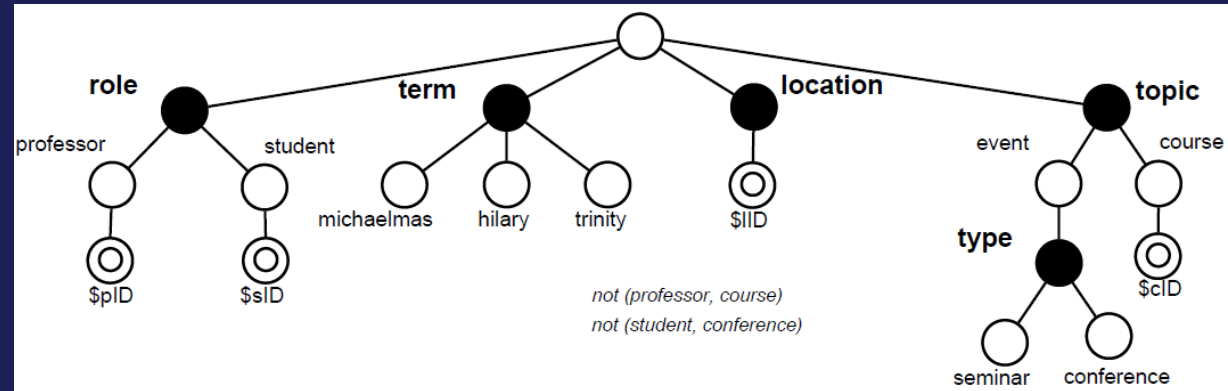 role
term
location
topic
professor
student
event
course
michaelmas
hilary
trinity
$lID
type
$pID
$sID
$cID
not (professor, course)
not (student, conference)
seminar
conference